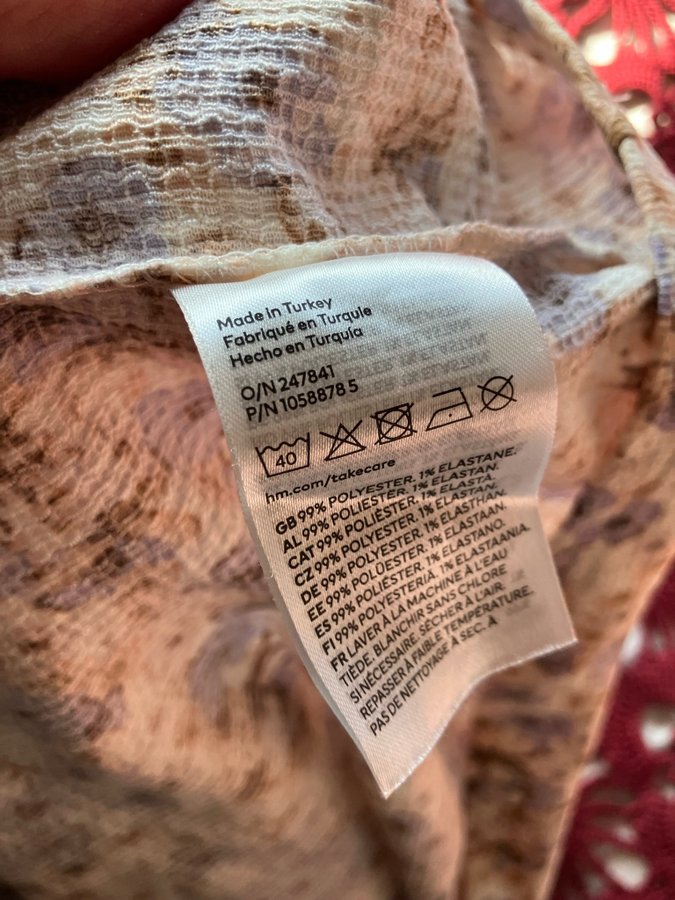 Made in Turkey
Fabriqué en Turquie
Hecho en Turquía
O/N 247841
P/N 1058878 5
40
hm.com/takecare
GB 99% POLYESTER. 1% ELASTANE.
AL 99% POLIESTER. 1% ELASTAN.
CAT 99% POLIÈSTER. 1% ELASTÀ.
CZ 99% POLYESTER. 1% ELASTAN.
DE 99% POLYESTER. 1% ELASTHAN.
EE 99% POLÜESTER. 1% ELASTAAN.
ES 99% POLIÉSTER. 1% ELASTANO.
FI 99% POLYESTERIÄ. 1% ELASTAANIA.
FR LAVER À LA MACHINE À L'EAU
TIÈDE. BLANCHIR SANS CHLORE
SI NÉCESSAIRE. SÉCHER À L'AIR.
REPASSER À FAIBLE TEMPÉRATURE.
PAS DE NETTOYAGE À SEC. À